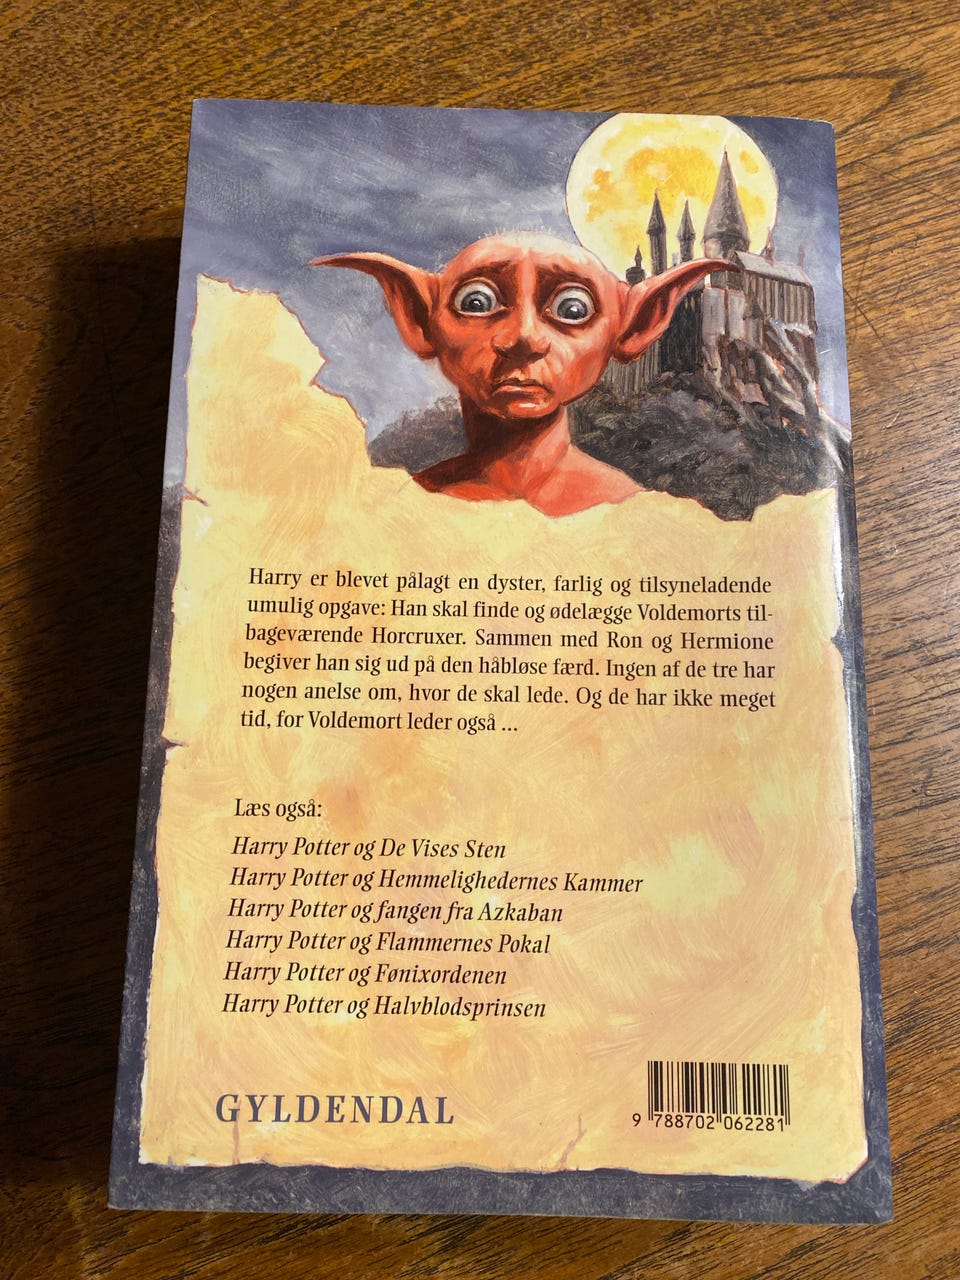 Harry er blevet pålagt en dyster, farlig og tilsyneladende
umulig opgave: Han skal finde og ødelægge Voldemorts til-
bageværende Horcruxer. Sammen med Ron og Hermione
begiver han sig ud på den håbløse færd. Ingen af de tre har
nogen anelse om, hvor de skal lede. Og de har ikke meget
tid, for Voldemort leder også ...
Læs også:
Harry Potter og De Vises Sten
Harry Potter og Hemmelighedernes Kammer
Harry Potter og fangen fra Azkaban
Harry Potter og Flammernes Pokal
Harry Potter og Fønixordenen
Harry Potter og Halvblodsprinsen
GYLDENDAL
9 788702 062281